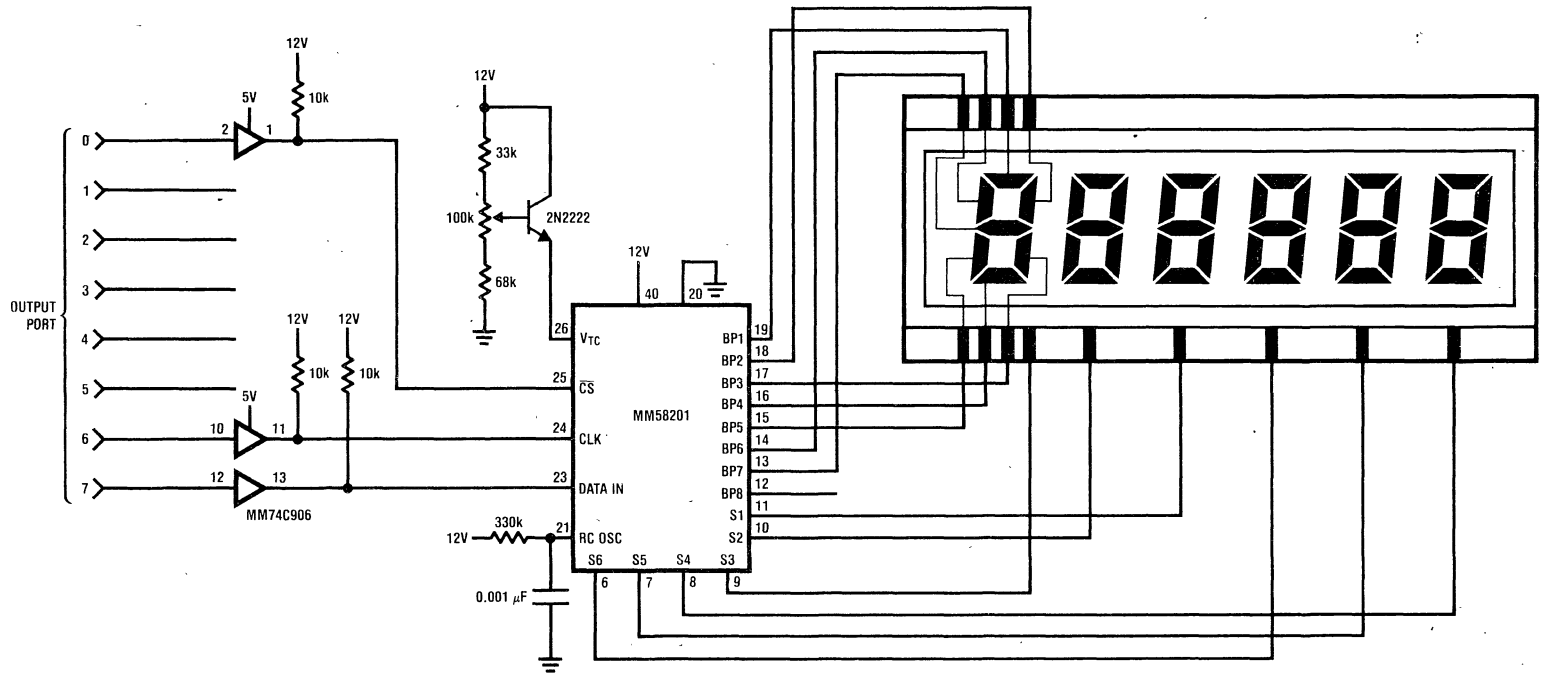 12V
5V
10k
0
2
1
12V
33k
100k
2N2222
68k
1
2
3
4
5
6
7
OUTPUT
PORT
12V
12V
10k
10k
5V
10
11
12
13
MM74C906
12V
330k
0.001 µF
12V
40
20
26
VTC
25
CS
24
CLK
23
DATA IN
21
RC OSC
MM58201
BP1
19
BP2
18
BP3
17
BP4
16
BP5
15
BP6
14
BP7
13
BP8
12
S1
11
S2
10
S6
S5
S4
S3
6
7
8
9